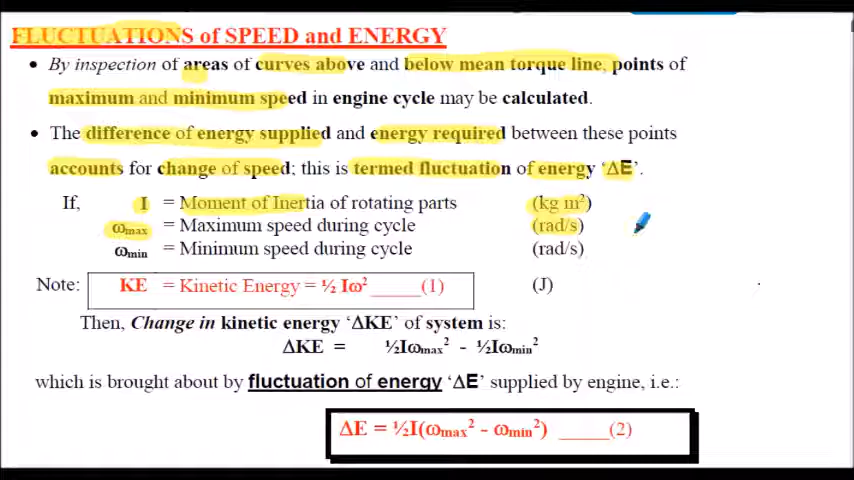 FLUCTUATIONS of SPEED and ENERGY
• By inspection of areas of curves above and below mean torque line, points of
maximum and minimum speed in engine cycle may be calculated.
• The difference of energy supplied and energy required between these points
accounts for change of speed; this is termed fluctuation of energy ‘ΔE’.
If, I = Moment of Inertia of rotating parts (kg m²)
ωmax = Maximum speed during cycle (rad/s)
ωmin = Minimum speed during cycle (rad/s)
Note: KE = Kinetic Energy = ½ Iω² _____(1) (J)
Then, Change in kinetic energy ‘ΔKE’ of system is:
ΔKE = ½Iωmax² - ½Iωmin²
which is brought about by fluctuation of energy ‘ΔE’ supplied by engine, i.e.:
ΔE = ½I(ωmax² - ωmin²) _____(2)